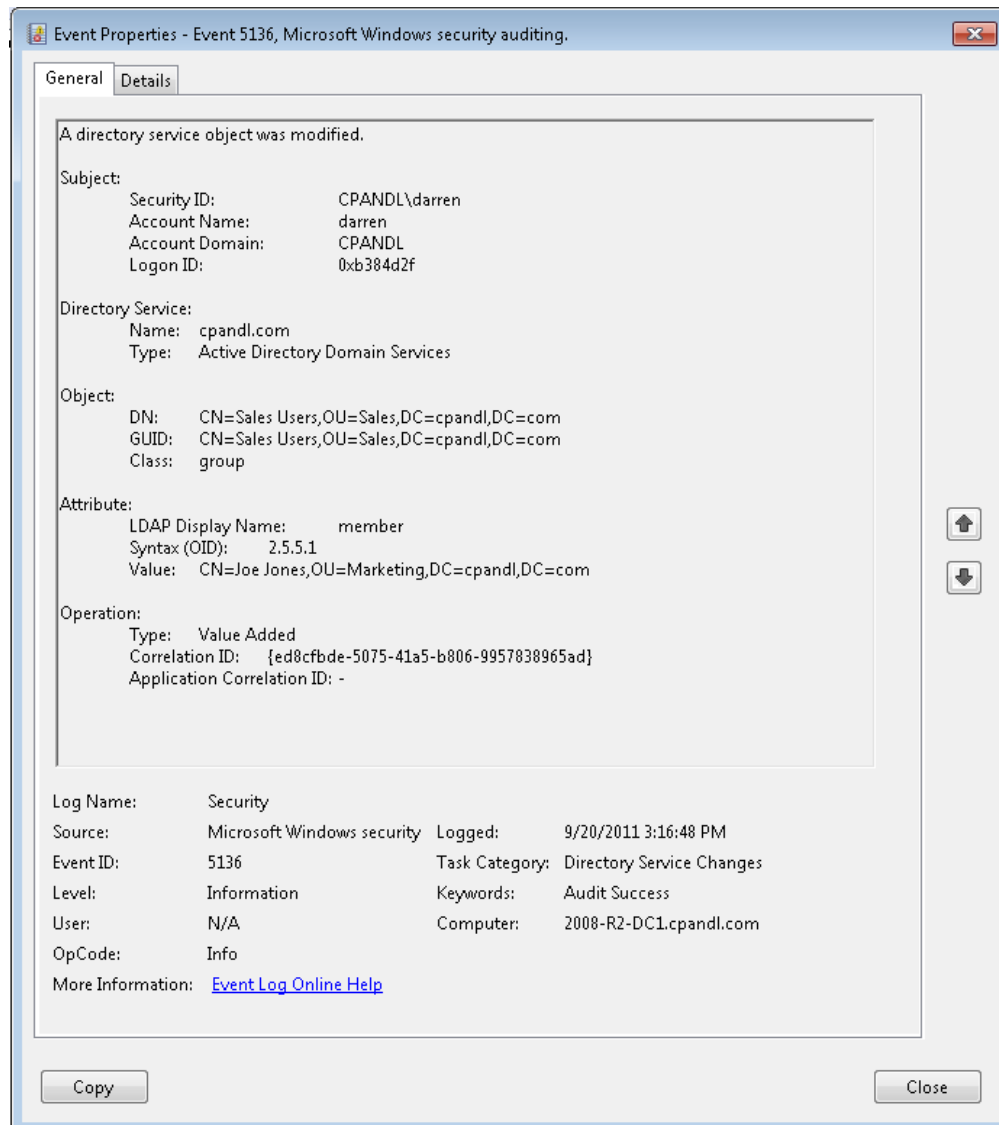 Event Properties - Event 5136, Microsoft Windows security auditing.
General Details
A directory service object was modified.
Subject:
Security ID: CPANDL\darren
Account Name: darren
Account Domain: CPANDL
Logon ID: 0xb384d2f
Directory Service:
Name: cpandl.com
Type: Active Directory Domain Services
Object:
DN: CN=Sales Users,OU=Sales,DC=cpandl,DC=com
GUID: CN=Sales Users,OU=Sales,DC=cpandl,DC=com
Class: group
Attribute:
LDAP Display Name: member
Syntax (OID): 2.5.5.1
Value: CN=Joe Jones,OU=Marketing,DC=cpandl,DC=com
Operation:
Type: Value Added
Correlation ID: {ed8cfbde-5075-41a5-b806-9957838965ad}
Application Correlation ID: -
Log Name: Security
Source: Microsoft Windows security Logged: 9/20/2011 3:16:48 PM
Event ID: 5136 Task Category: Directory Service Changes
Level: Information Keywords: Audit Success
User: N/A Computer: 2008-R2-DC1.cpandl.com
OpCode: Info
More Information: Event Log Online Help
Copy Close